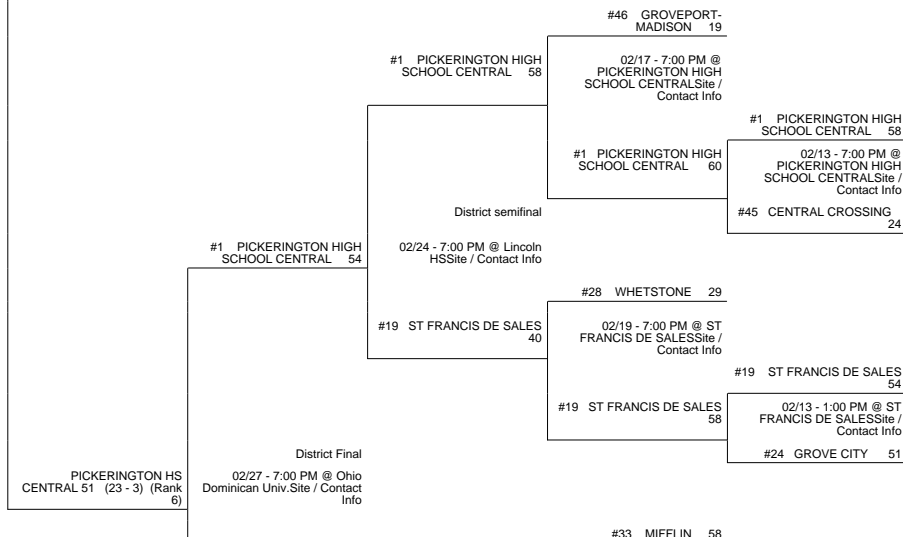 #46 GROVEPORT-
MADISON 19
#1 PICKERINGTON HIGH
SCHOOL CENTRAL 58
02/17 - 7:00 PM @
PICKERINGTON HIGH
SCHOOL CENTRALSite /
Contact Info
#1 PICKERINGTON HIGH
SCHOOL CENTRAL 58
#1 PICKERINGTON HIGH
SCHOOL CENTRAL 60
02/13 - 7:00 PM @
PICKERINGTON HIGH
SCHOOL CENTRALSite /
Contact Info
District semifinal
#45 CENTRAL CROSSING
24
#1 PICKERINGTON HIGH
SCHOOL CENTRAL 54
02/24 - 7:00 PM @ Lincoln
HSSite / Contact Info
#28 WHETSTONE 29
#19 ST FRANCIS DE SALES
40
02/19 - 7:00 PM @ ST
FRANCIS DE SALESSite /
Contact Info
#19 ST FRANCIS DE SALES
54
#19 ST FRANCIS DE SALES
58
02/13 - 1:00 PM @ ST
FRANCIS DE SALESSite /
Contact Info
District Final
#24 GROVE CITY 51
PICKERINGTON HS
CENTRAL 51 (23 - 3) (Rank
6)
02/27 - 7:00 PM @ Ohio
Dominican Univ.Site / Contact
Info
#33 MIFFLIN 58